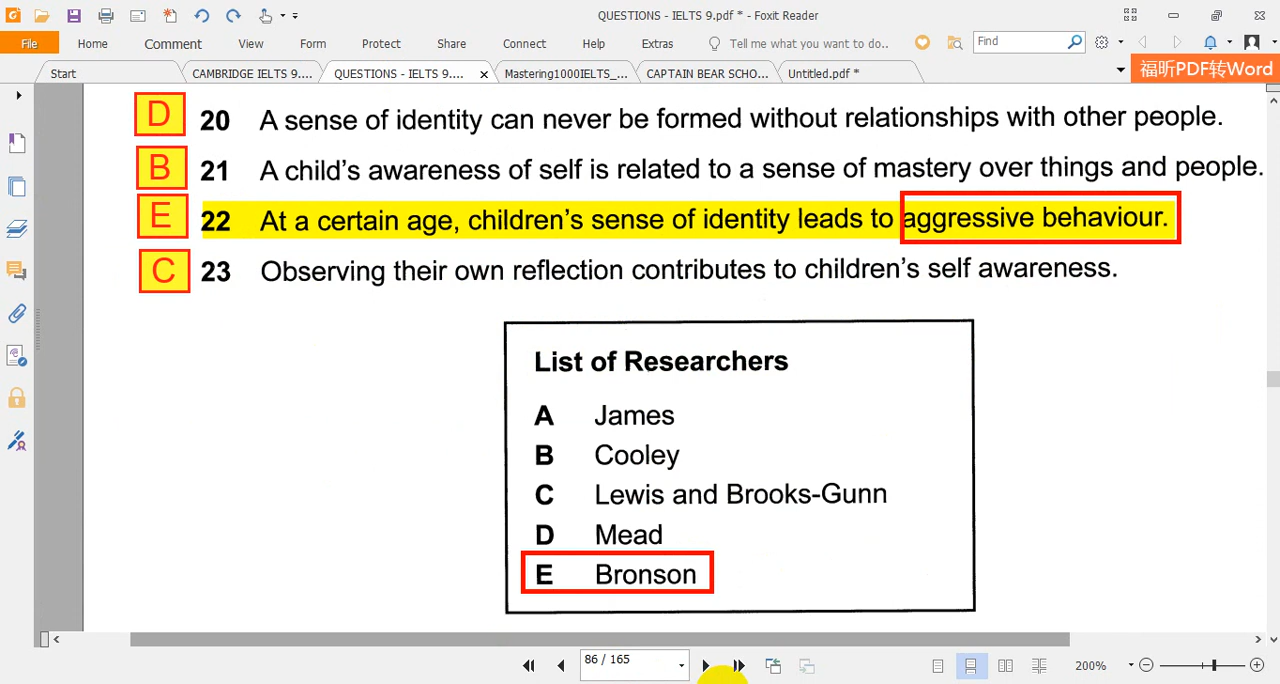 QUESTIONS - IELTS 9.pdf * - Foxit Reader
File Home Comment View Form Protect Share Connect Help Extras Tell me what you want to do.. Find
Start CAMBRIDGE IELTS 9.... QUESTIONS - IELTS 9.... Mastering1000IELTS_... CAPTAIN BEAR SCHO... Untitled.pdf * 福昕PDF转Word
D 20 A sense of identity can never be formed without relationships with other people.
B 21 A child's awareness of self is related to a sense of mastery over things and people.
E 22 At a certain age, children's sense of identity leads to aggressive behaviour.
C 23 Observing their own reflection contributes to children's self awareness.
List of Researchers
A James
B Cooley
C Lewis and Brooks-Gunn
D Mead
E Bronson
86 / 165 200%